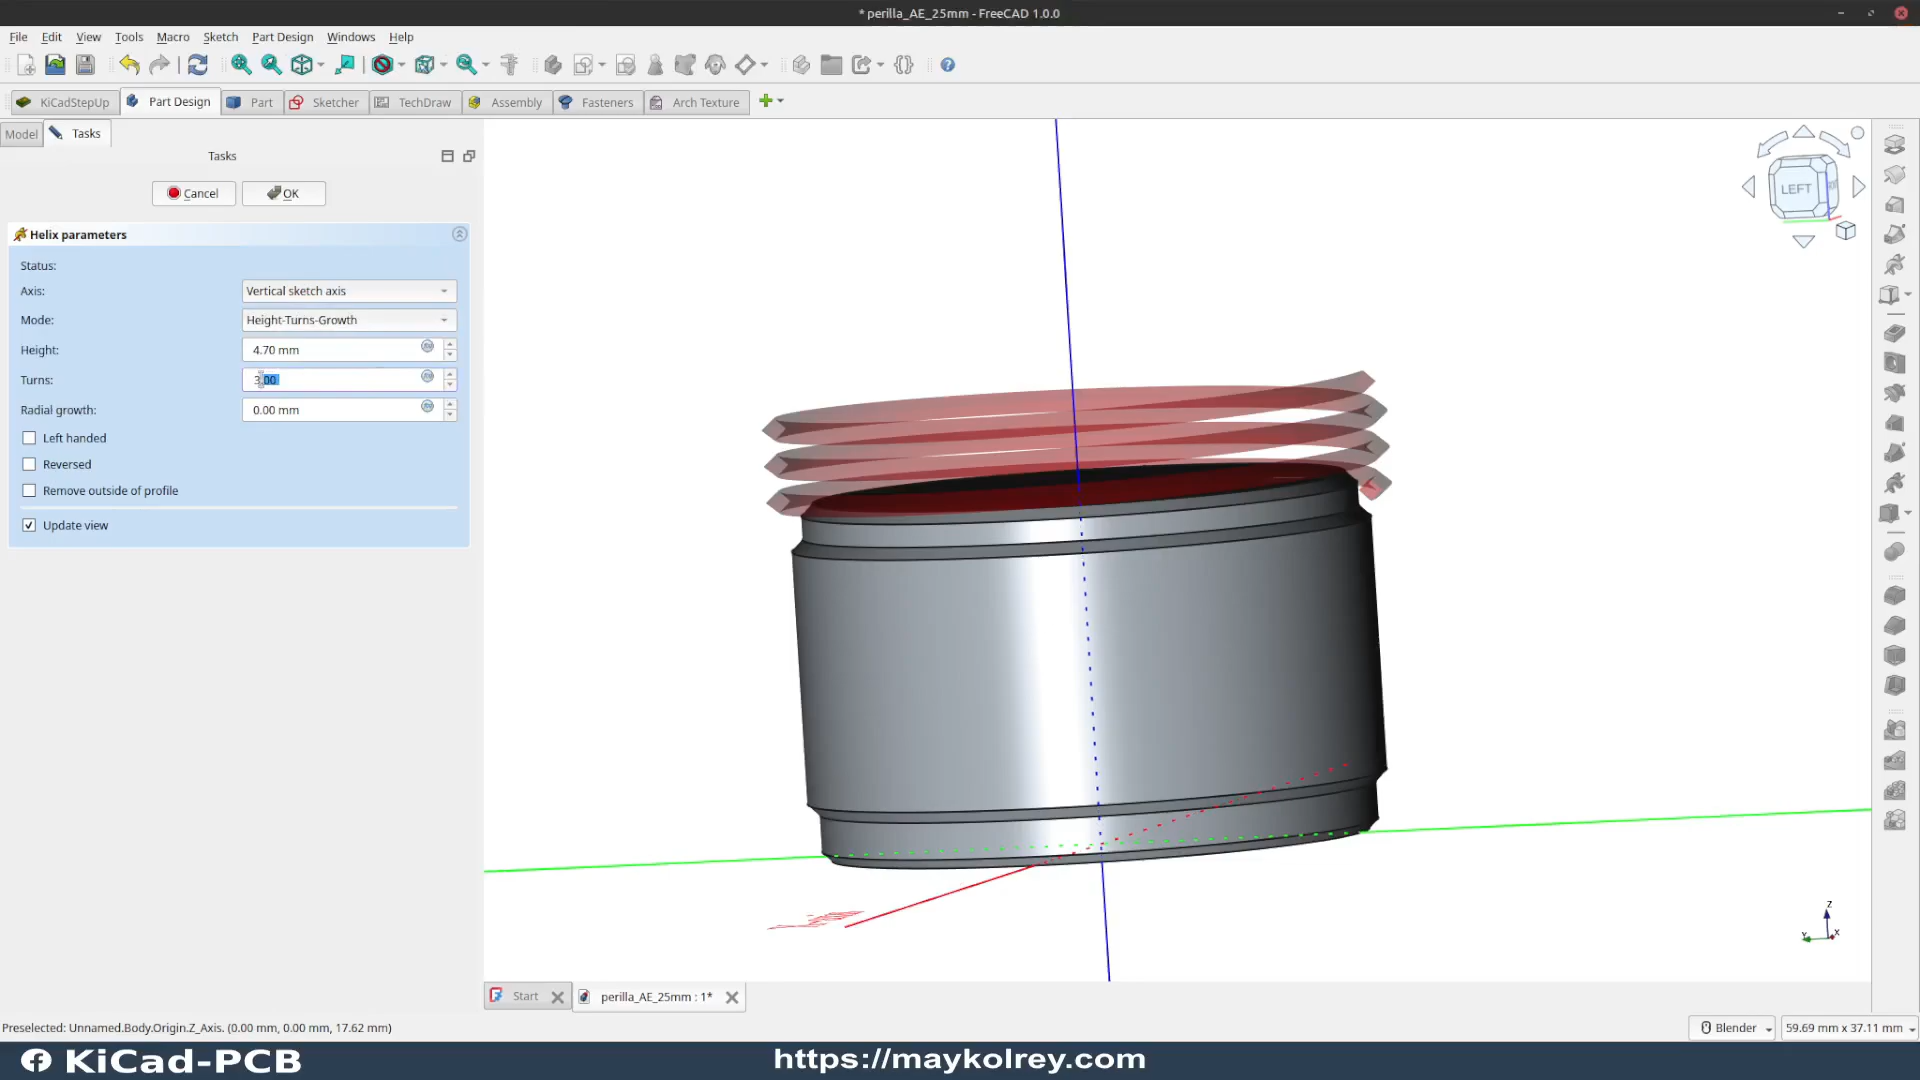 * perilla_AE_25mm - FreeCAD 1.0.0
File Edit View Tools Macro Sketch Part Design Windows Help
KiCadStepUp Part Design Part Sketcher TechDraw Assembly Fasteners Arch Texture
Model Tasks
Tasks
Cancel OK
Helix parameters
Status:
Axis: Vertical sketch axis
Mode: Height-Turns-Growth
Height: 4.70 mm
Turns: 3.00
Radial growth: 0.00 mm
Left handed
Reversed
Remove outside of profile
Update view
LEFT
Z
Y X
Start perilla_AE_25mm : 1*
Preselected: Unnamed.Body.Origin.Z_Axis. (0.00 mm, 0.00 mm, 17.62 mm)
Blender 59.69 mm x 37.11 mm
KiCad-PCB https://maykolrey.com